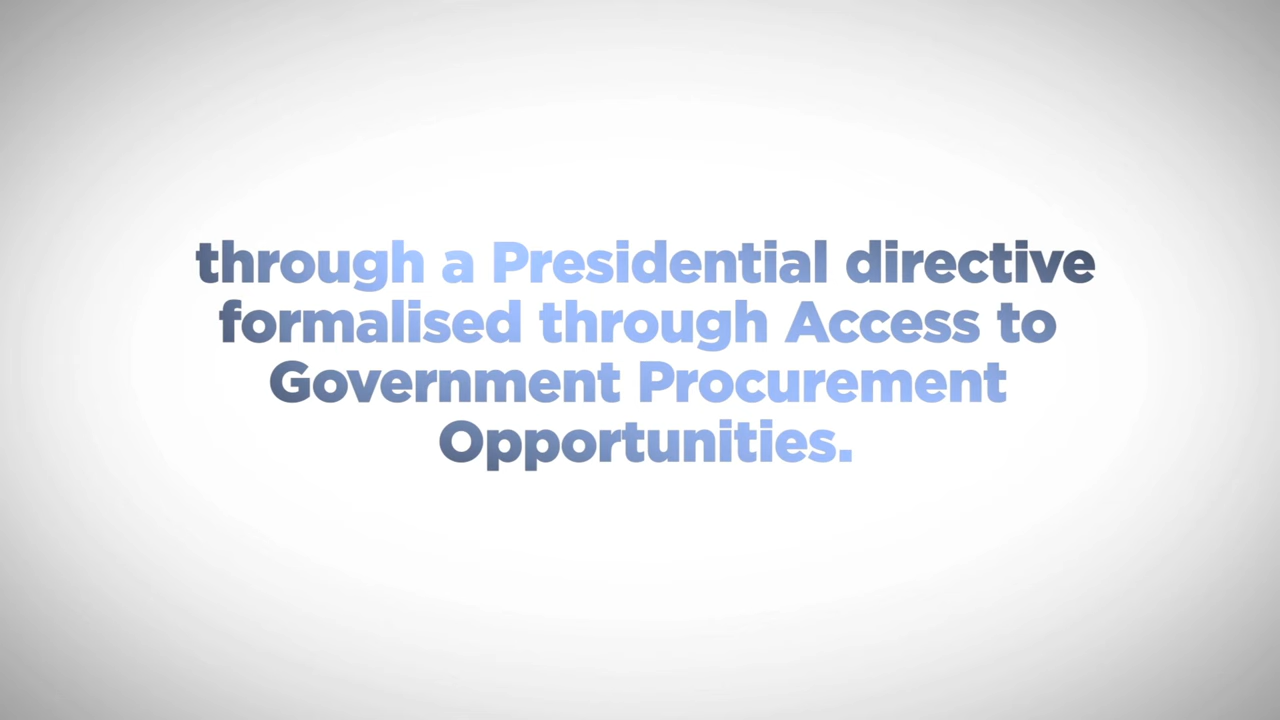 through a Presidential directive
formalised through Access to
Government Procurement
Opportunities.